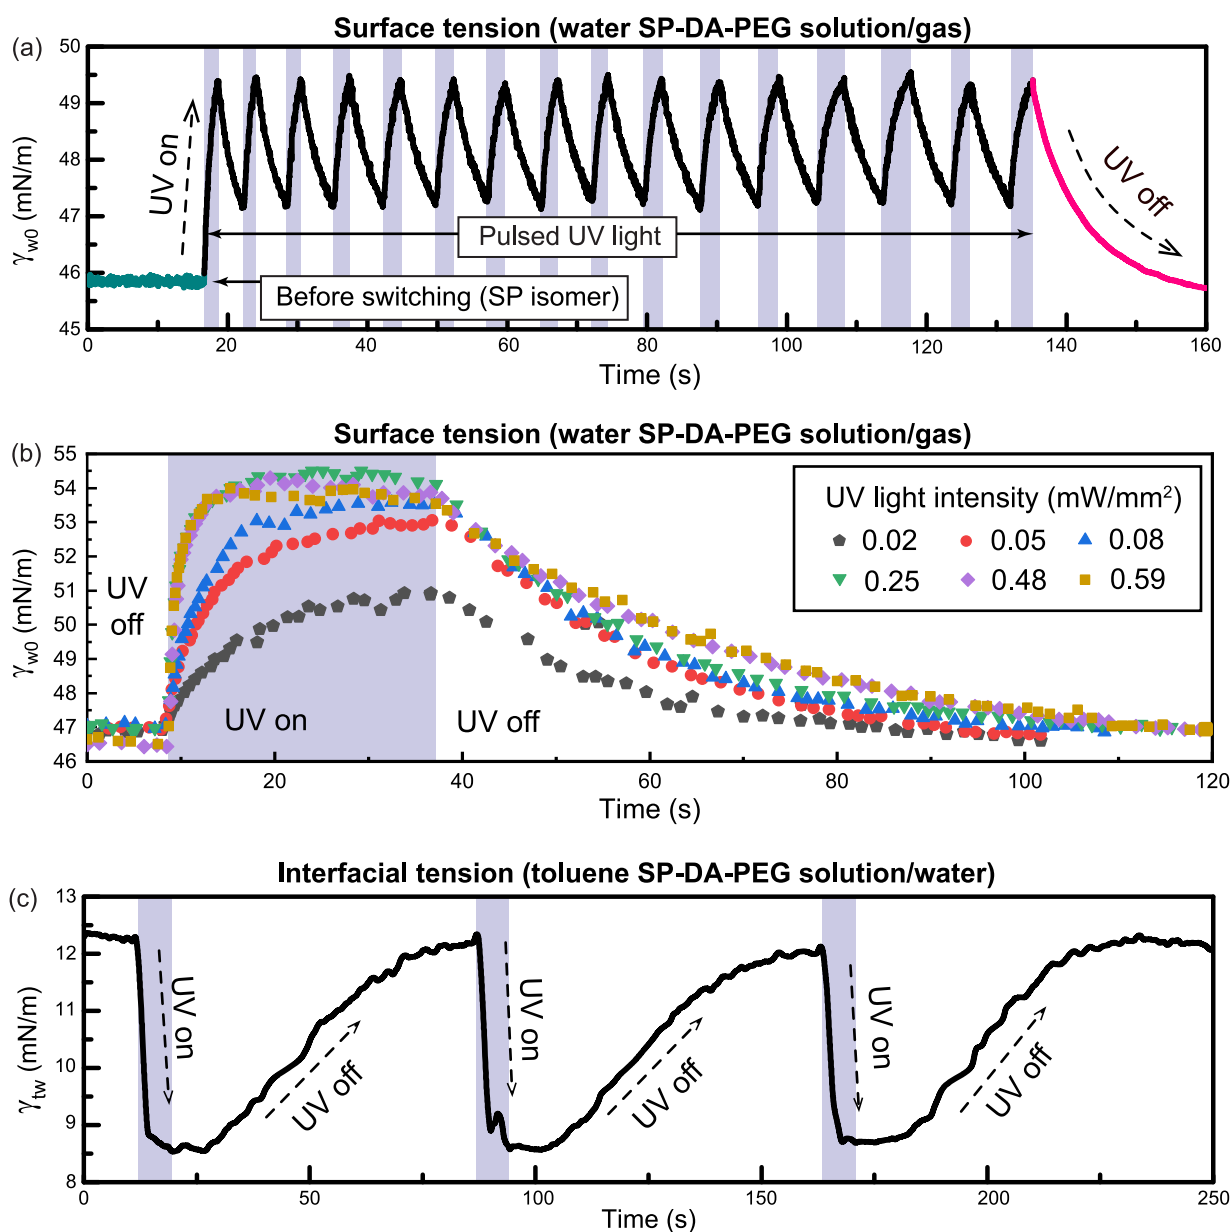 Surface tension (water SP-DA-PEG solution/gas)
(a)
γw0 (mN/m)
50
49
48
47
46
45
UV on
Pulsed UV light
Before switching (SP isomer)
UV off
0 20 40 60 80 100 120 140 160
Time (s)
Surface tension (water SP-DA-PEG solution/gas)
(b)
γw0 (mN/m)
55
54
53
52
51
50
49
48
47
46
UV light intensity (mW/mm²)
0.02 0.05 0.08
0.25 0.48 0.59
UV
off
UV on
UV off
0 20 40 60 80 100 120
Time (s)
Interfacial tension (toluene SP-DA-PEG solution/water)
(c)
γtw (mN/m)
13
12
11
10
9
8
UV on
UV off
UV on
UV off
UV on
UV off
0 50 100 150 200 250
Time (s)